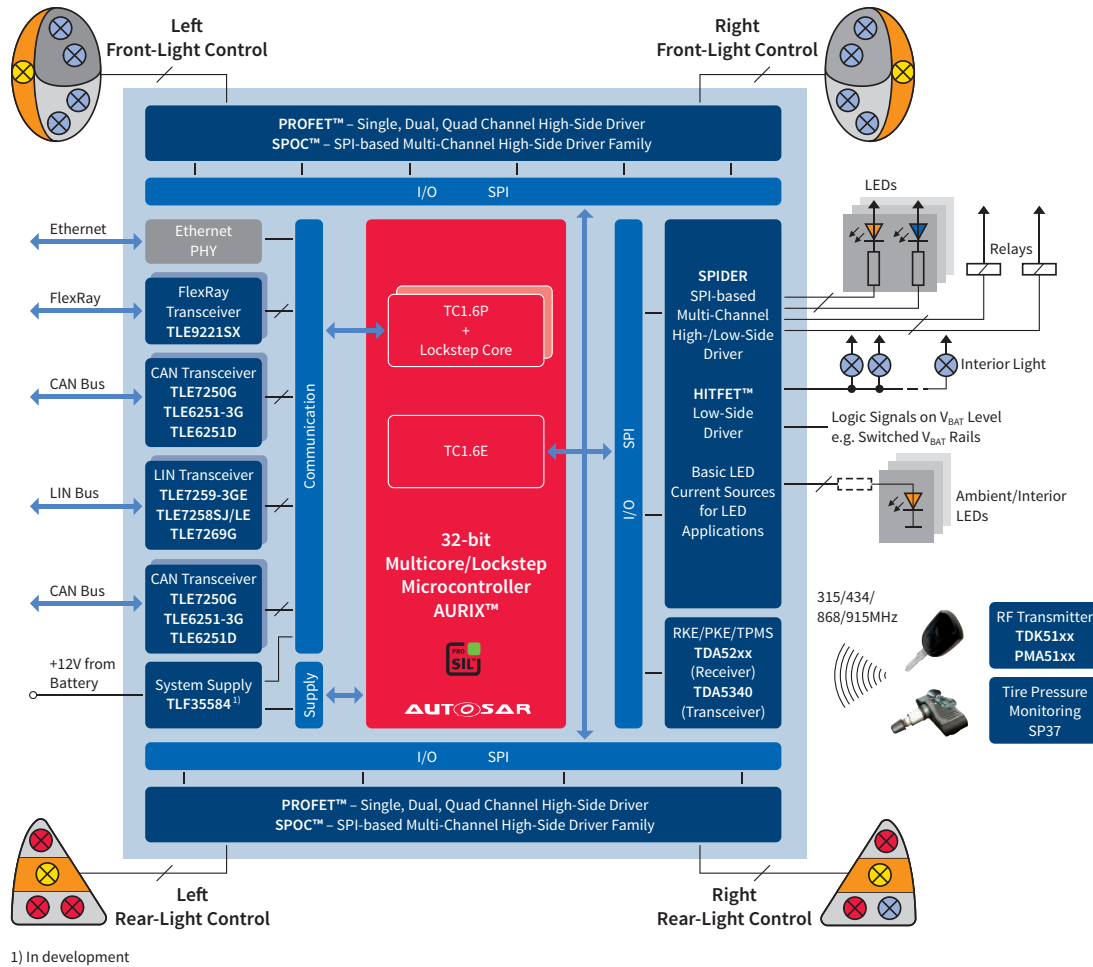 Left
Front-Light Control
Right
Front-Light Control
PROFET™ – Single, Dual, Quad Channel High-Side Driver
SPOC™ – SPI-based Multi-Channel High-Side Driver Family
I/O SPI
Ethernet
Ethernet
PHY
FlexRay
FlexRay
Transceiver
TLE9221SX
CAN Bus
CAN Transceiver
TLE7250G
TLE6251-3G
TLE6251D
LIN Bus
LIN Transceiver
TLE7259-3GE
TLE7258SJ/LE
TLE7269G
CAN Bus
CAN Transceiver
TLE7250G
TLE6251-3G
TLE6251D
+12V from
Battery
System Supply
TLF35584 1)
Communication
Supply
TC1.6P
+
Lockstep Core
TC1.6E
32-bit
Multicore/Lockstep
Microcontroller
AURIX™
PRO
SIL™
AUTOSAR
I/O SPI
SPIDER
SPI-based
Multi-Channel
High-/Low-Side
Driver
HITFET™
Low-Side
Driver
Basic LED
Current Sources
for LED
Applications
RKE/PKE/TPMS
TDA52xx
(Receiver)
TDA5340
(Transceiver)
LEDs
Relays
Interior Light
Logic Signals on VBAT Level
e.g. Switched VBAT Rails
Ambient/Interior
LEDs
315/434/
868/915MHz
RF Transmitter
TDK51xx
PMA51xx
Tire Pressure
Monitoring
SP37
I/O SPI
PROFET™ – Single, Dual, Quad Channel High-Side Driver
SPOC™ – SPI-based Multi-Channel High-Side Driver Family
Left
Rear-Light Control
Right
Rear-Light Control
1) In development